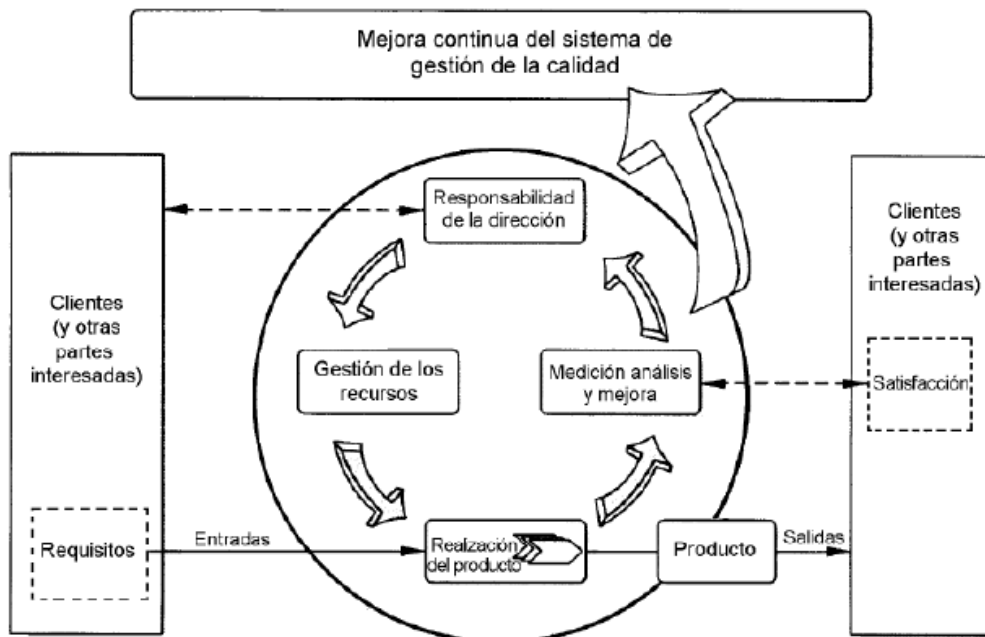 Mejora continua del sistema de
gestión de la calidad
Responsabilidad
de la dirección
Clientes
(y otras
partes
interesadas)
Clientes
(y otras
partes
interesadas)
Gestión de los
recursos
Medición análisis
y mejora
Satisfacción
Requisitos
Entradas
Realización
del producto
Producto
Salidas